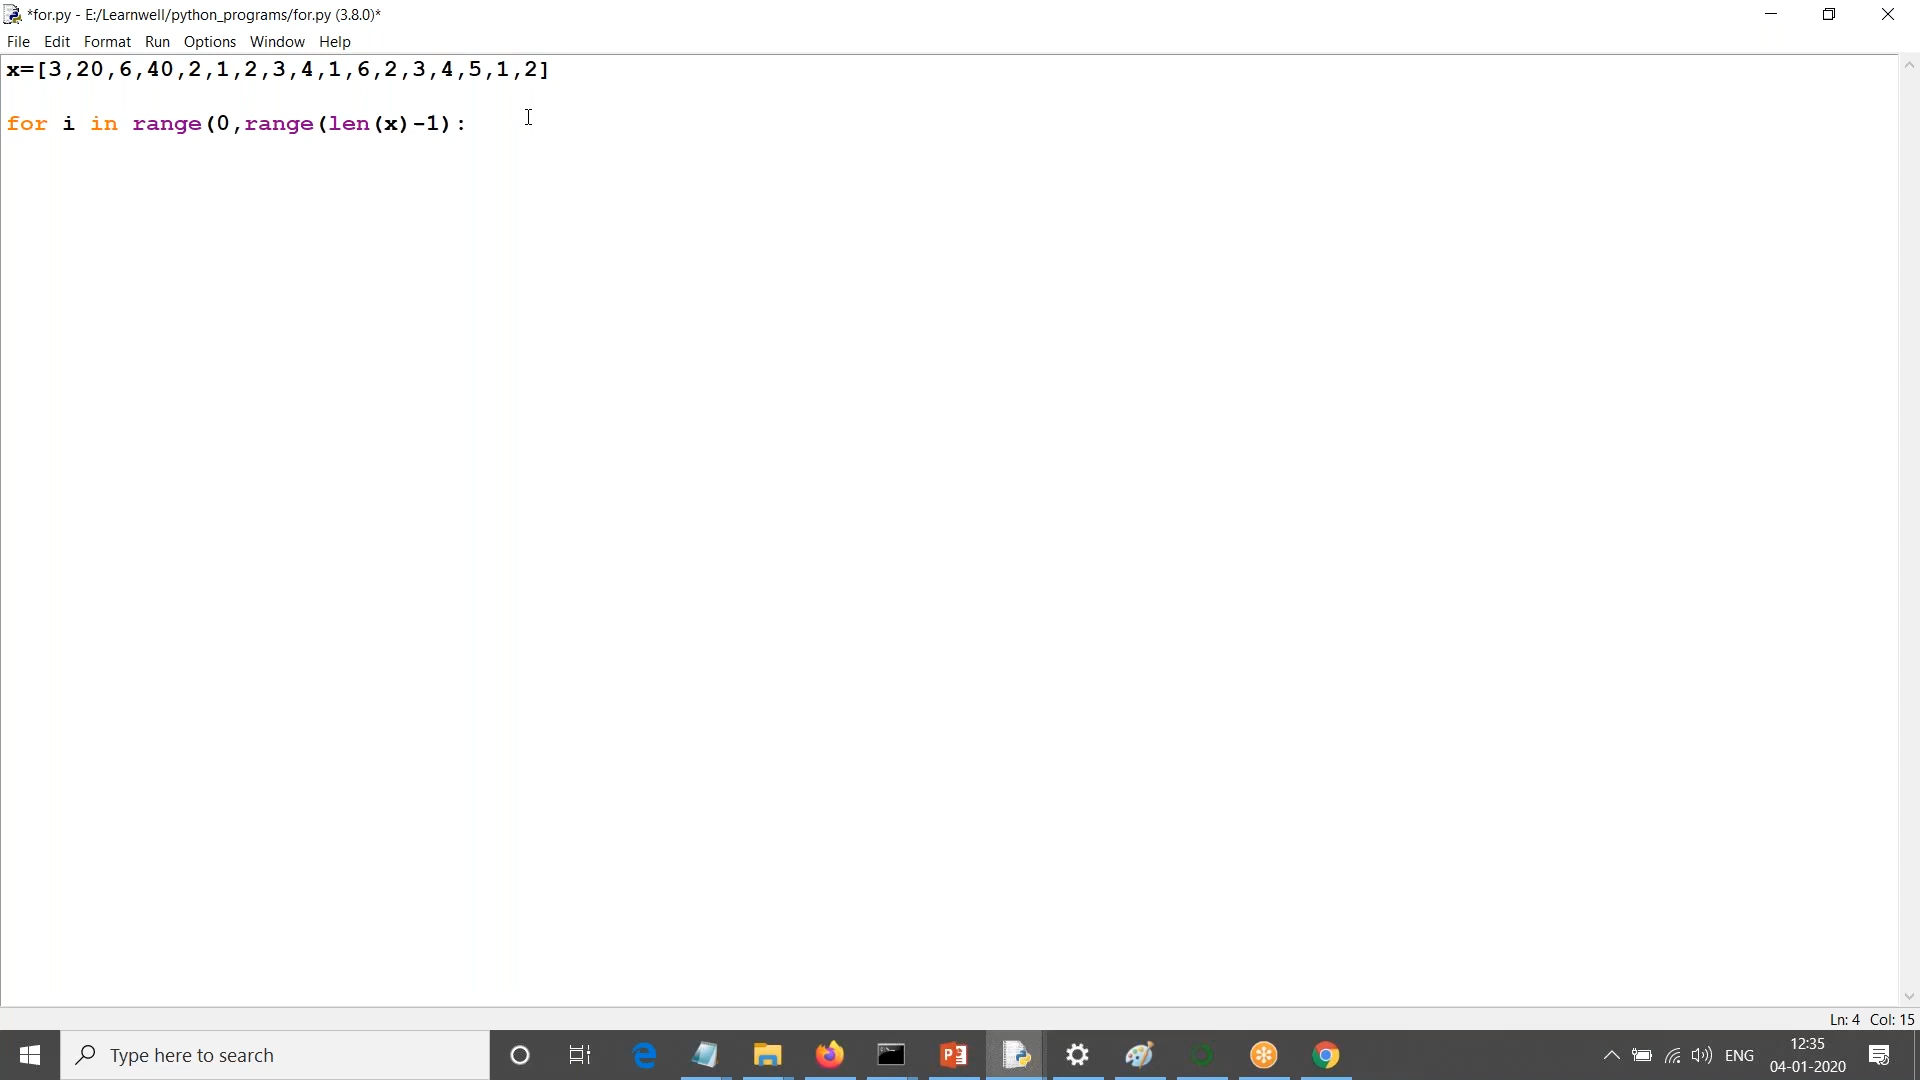 *for.py - E:/Learnwell/python_programs/for.py (3.8.0)*
File Edit Format Run Options Window Help
x=[3,20,6,40,2,1,2,3,4,1,6,2,3,4,5,1,2]
for i in range(0,range(len(x)-1):
Ln: 4 Col: 15
Type here to search
ENG
12:35
04-01-2020